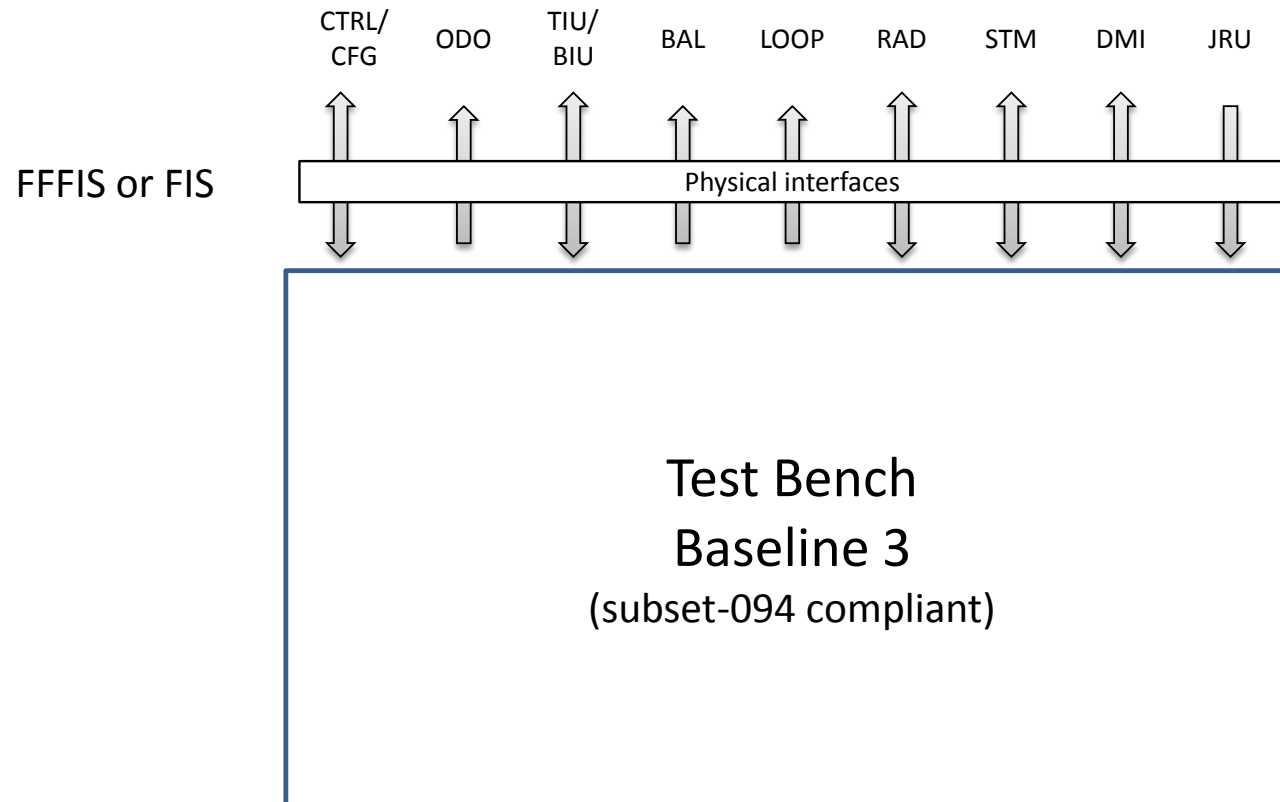 CTRL/
CFG
ODO
TIU/
BIU
BAL
LOOP
RAD
STM
DMI
JRU
FFFIS or FIS
Physical interfaces
Test Bench
Baseline 3
(subset-094 compliant)